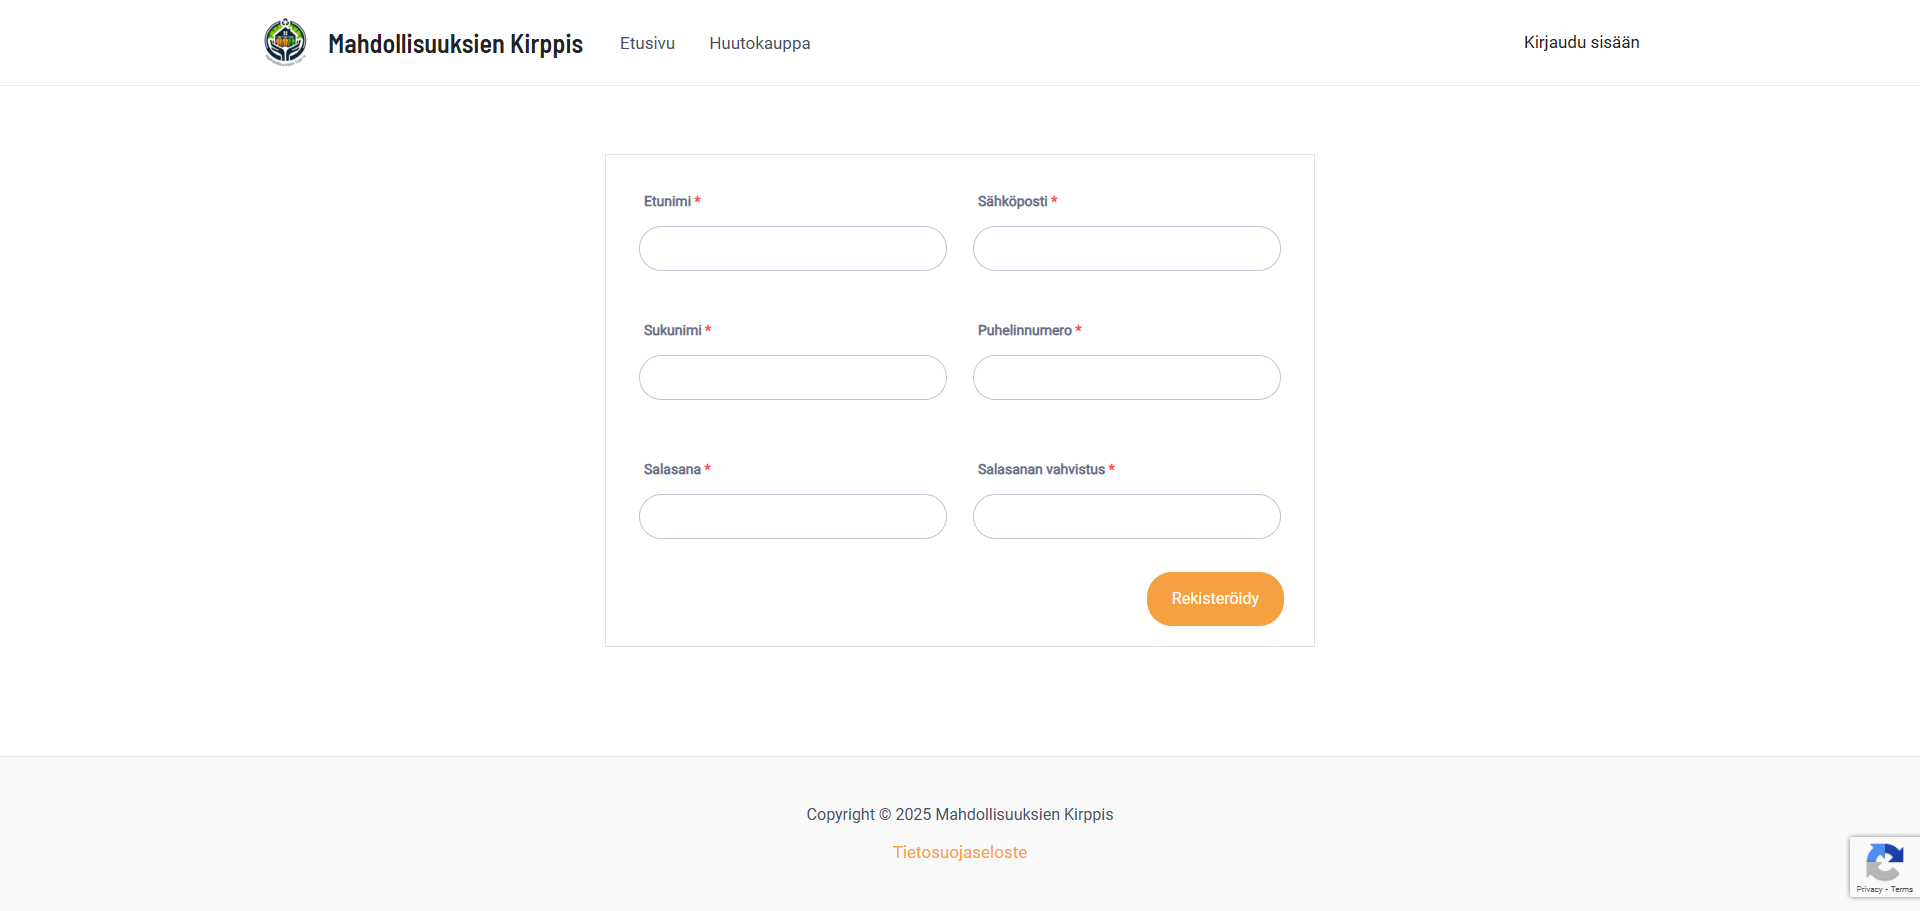 Mahdollisuuksien Kirppis
Etusivu
Huutokauppa
Kirjaudu sisään
Etunimi *
Sähköposti *
Sukunimi *
Puhelinnumero *
Salasana *
Salasanan vahvistus *
Rekisteröidy
Copyright © 2025 Mahdollisuuksien Kirppis
Tietosuojaseloste
Privacy - Terms